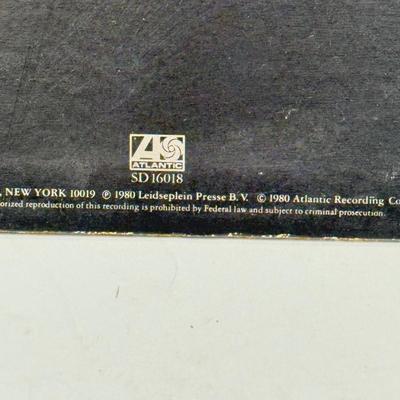 ATLANTIC
SD 16018
, NEW YORK 10019 ℗ 1980 Leidseplein Presse B.V. © 1980 Atlantic Recording Co
orized reproduction of this recording is prohibited by Federal law and subject to criminal prosecution.